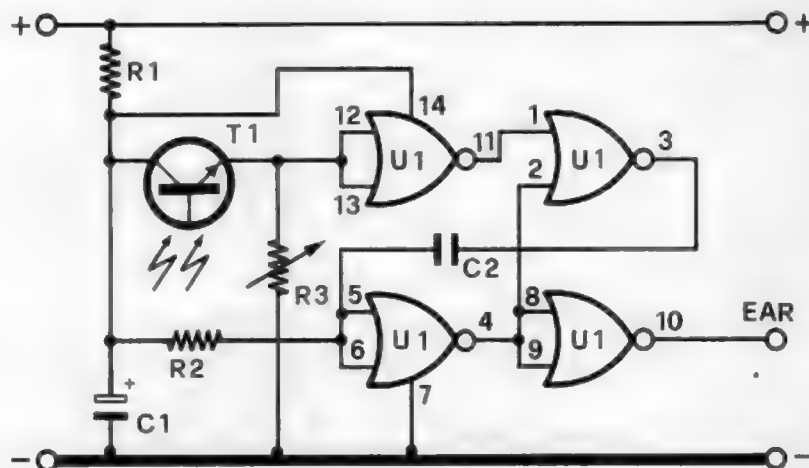 + +
R1
T1
12 14 11 1 3
U1 U1
13 2
C2
R3
5 4 8 10 EAR
U1 U1
6 9
R2
7
+
C1
- -